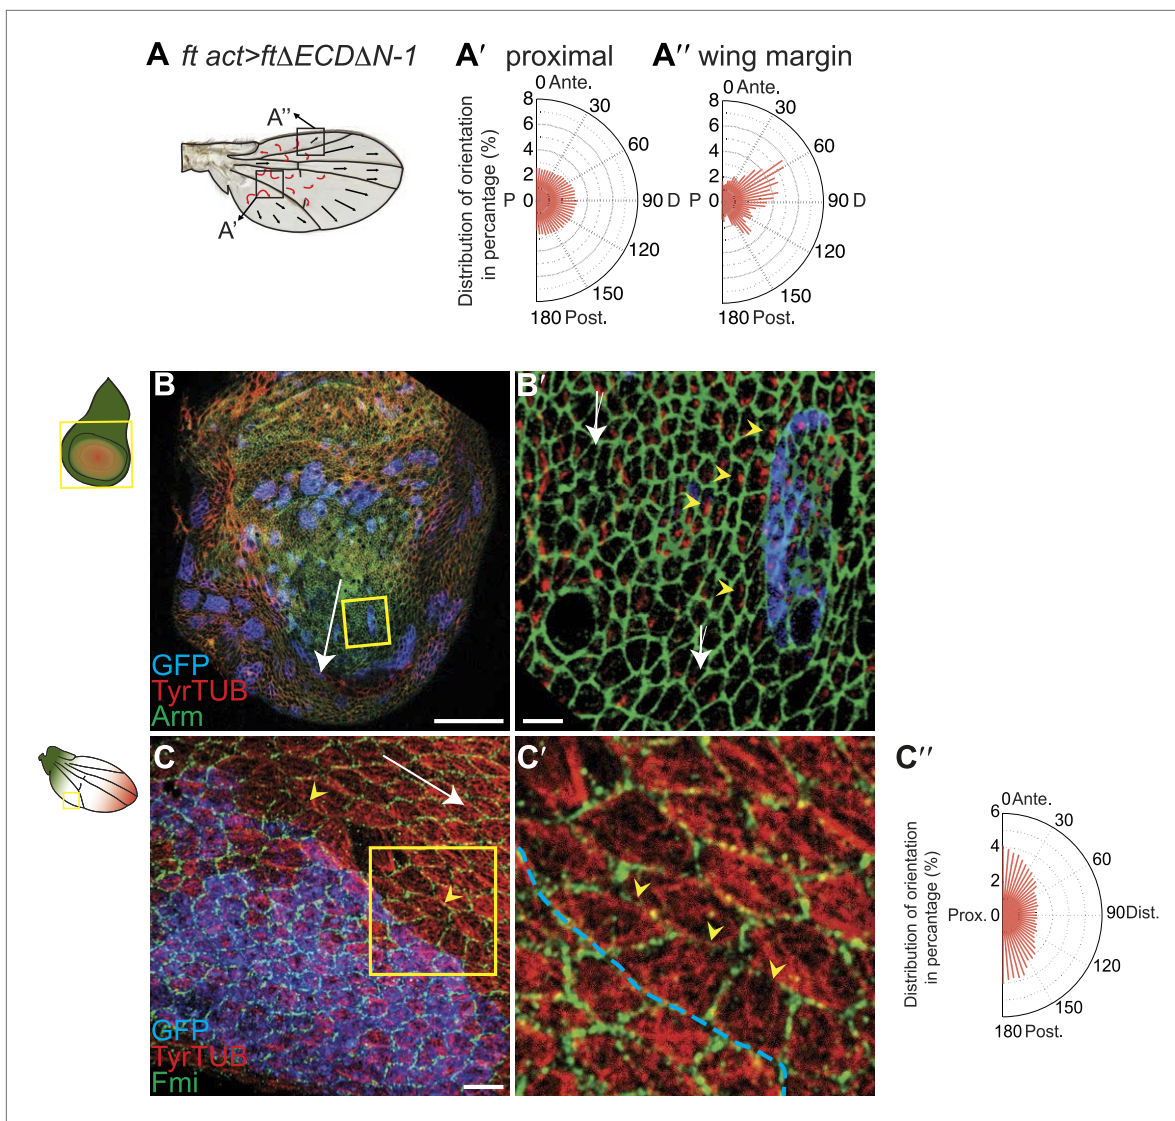 A ft act>ftΔECDΔN-1
A′ proximal
A″ wing margin
A''
A'
Distribution of orientation
in percentage (%)
0 Ante.
8
6
4
2
P 0
30
60
90 D
120
150
180 Post.
0 Ante.
8
6
4
2
P 0
30
60
90 D
120
150
180 Post.
B
GFP
TyrTUB
Arm
B′
C
GFP
TyrTUB
Fmi
C′
C″
Distribution of orientation
in percentage (%)
0 Ante.
6
4
2
Prox. 0
30
60
90 Dist.
120
150
180 Post.